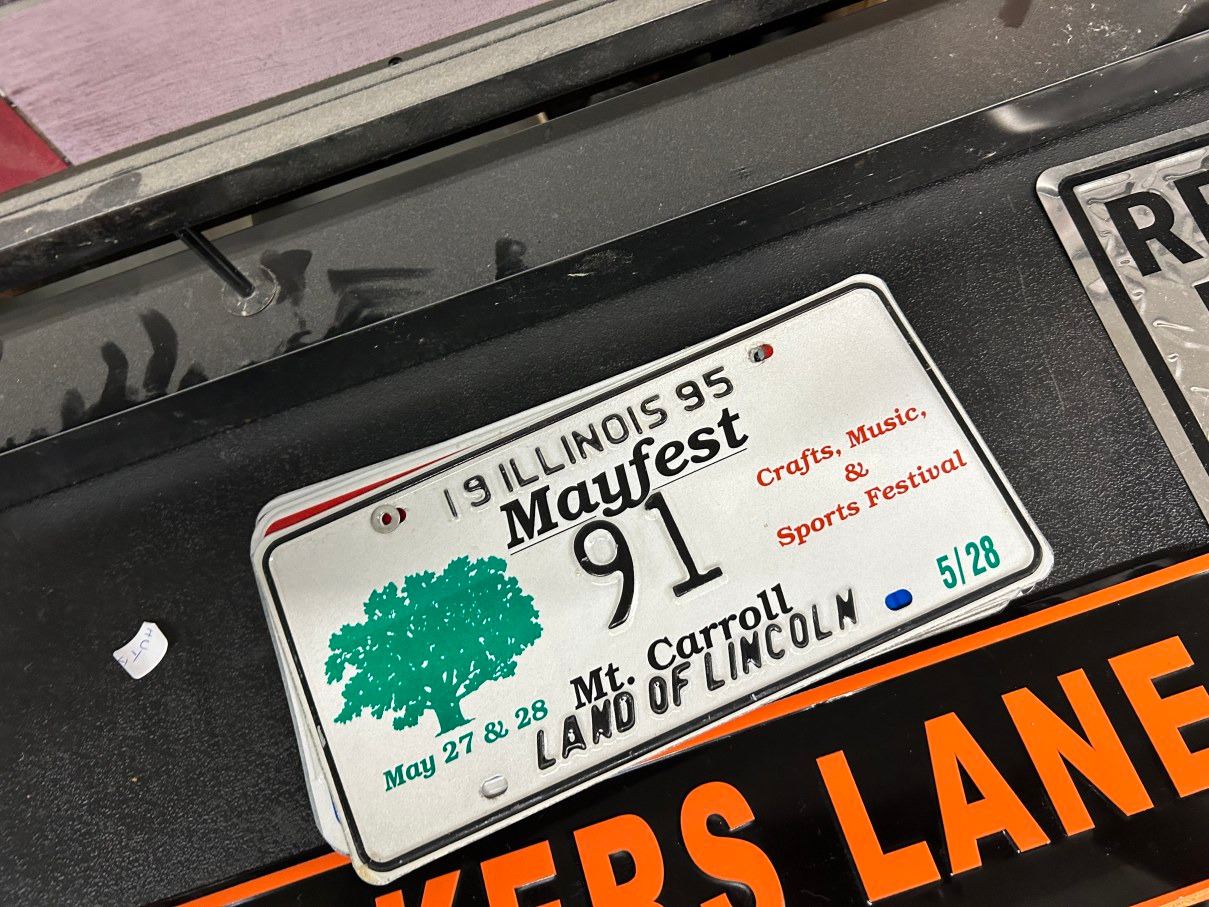 19 ILLINOIS 95
Mayfest
91
Crafts, Music,
&
Sports Festival
5/28
Mt. Carroll
LAND OF LINCOLN
May 27 & 28
KERS LANE